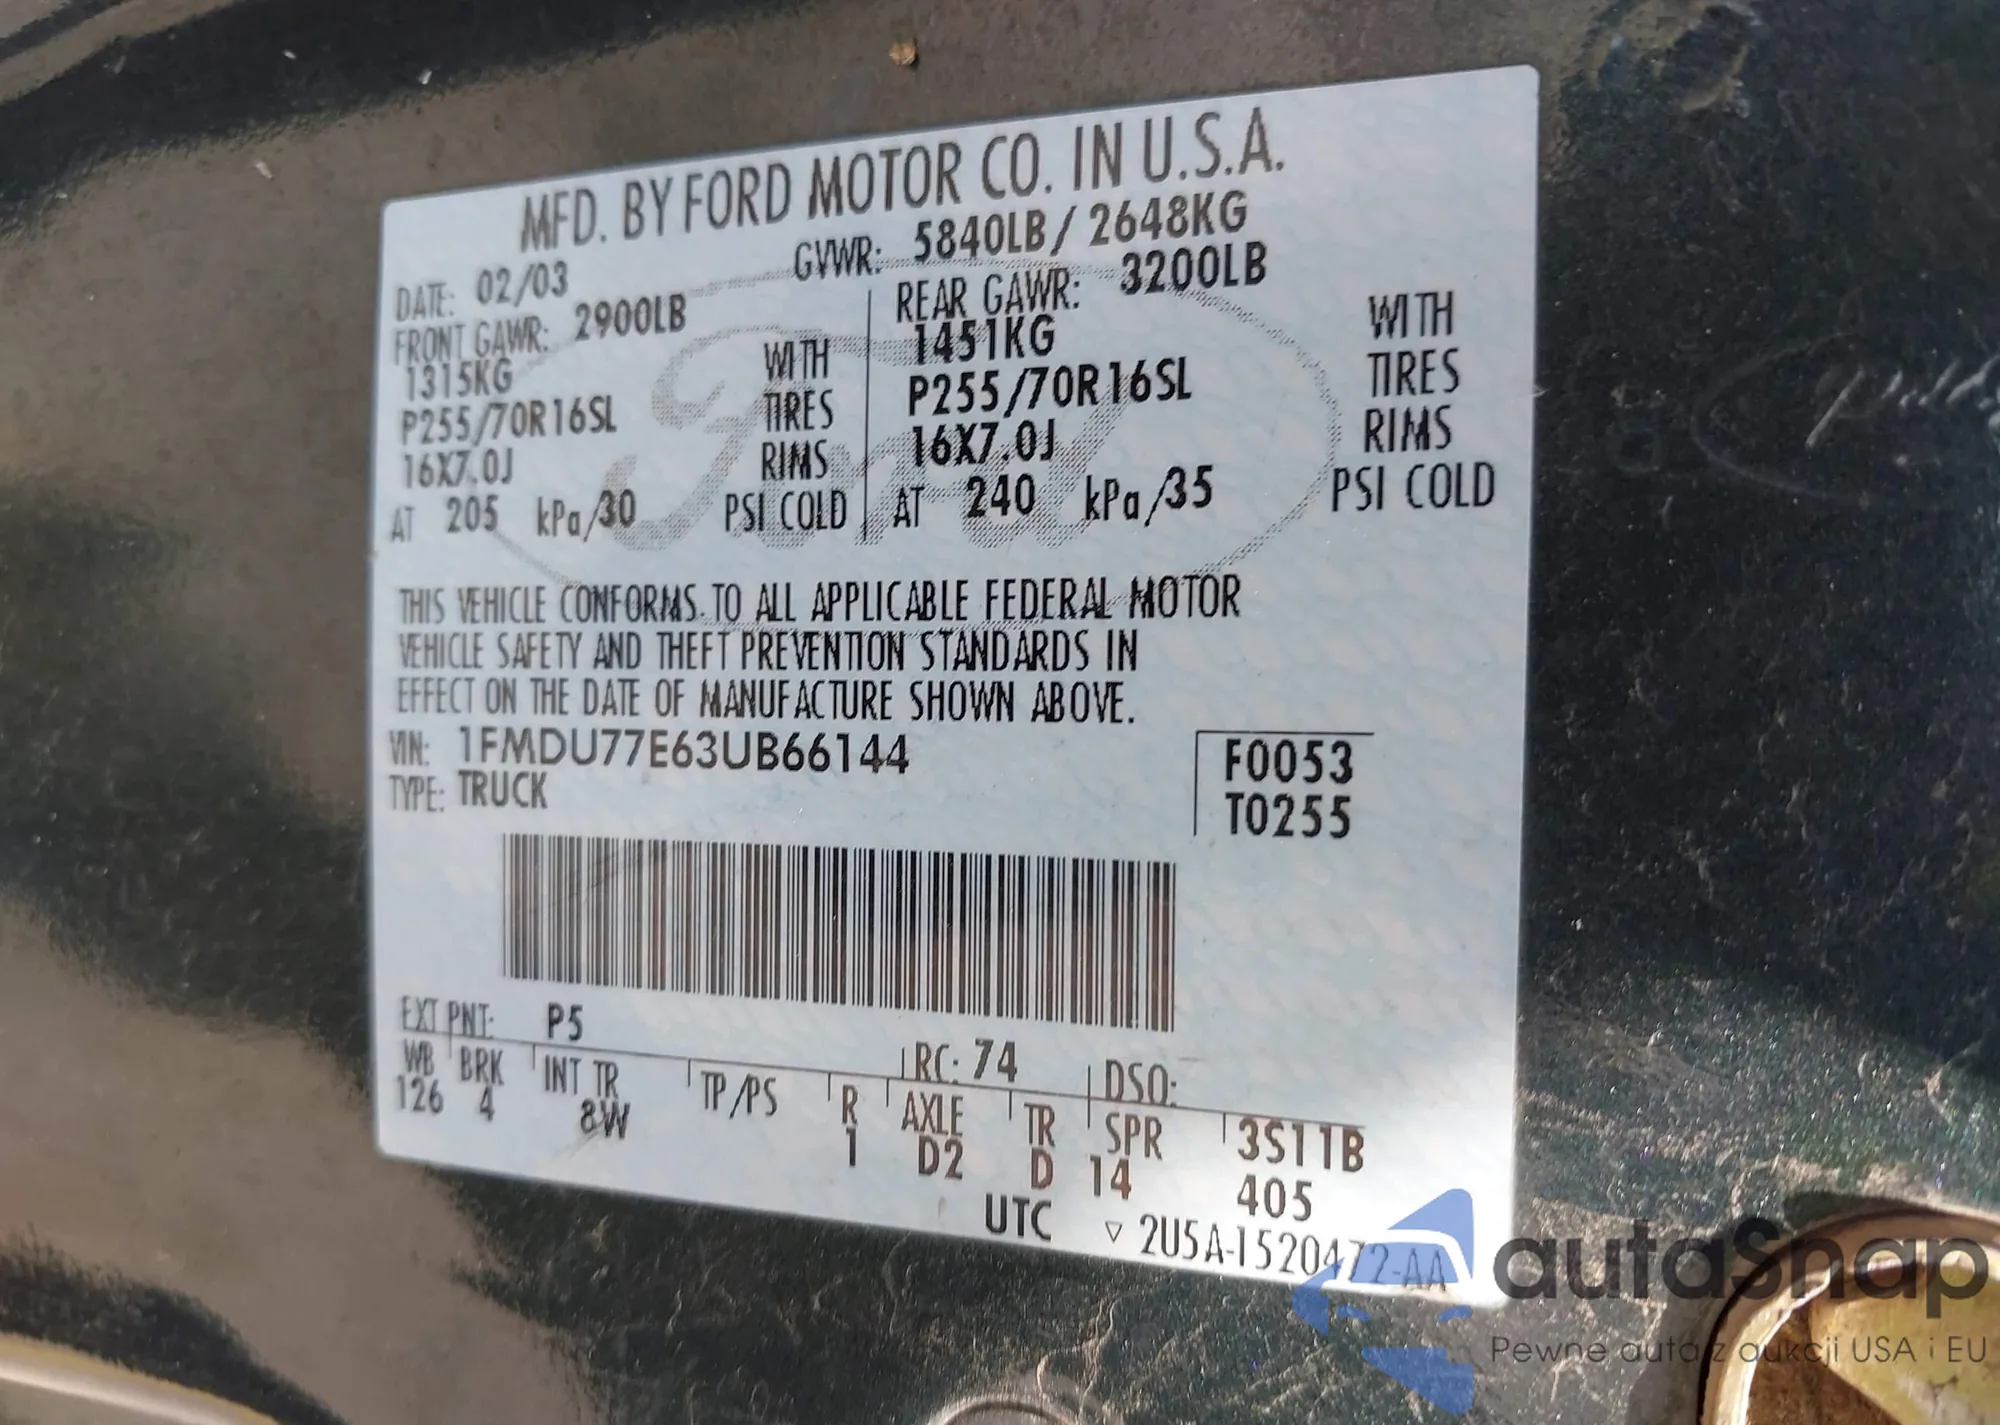 MFD. BY FORD MOTOR CO. IN U.S.A.
DATE: 02/03 GVWR: 5840LB / 2648KG
FRONT GAWR: 2900LB REAR GAWR: 3200LB
1315KG WITH 1451KG WITH
P255/70R16SL TIRES P255/70R16SL TIRES
16X7.0J RIMS 16X7.0J RIMS
AT 205 kPa/30 PSI COLD AT 240 kPa/35 PSI COLD
Ford
THIS VEHICLE CONFORMS TO ALL APPLICABLE FEDERAL MOTOR
VEHICLE SAFETY AND THEFT PREVENTION STANDARDS IN
EFFECT ON THE DATE OF MANUFACTURE SHOWN ABOVE.
VIN: 1FMDU77E63UB66144 F0053
TYPE: TRUCK T0255
EXT PNT: P5 RC: 74 DSO:
WB BRK INT TR TP/PS R AXLE TR SPR 3S11B
126 4 8W 1 D2 D 14 405
UTC ▽ 2U5A-1520472-AA
autaSnap
Pewne auta z aukcji USA i EU